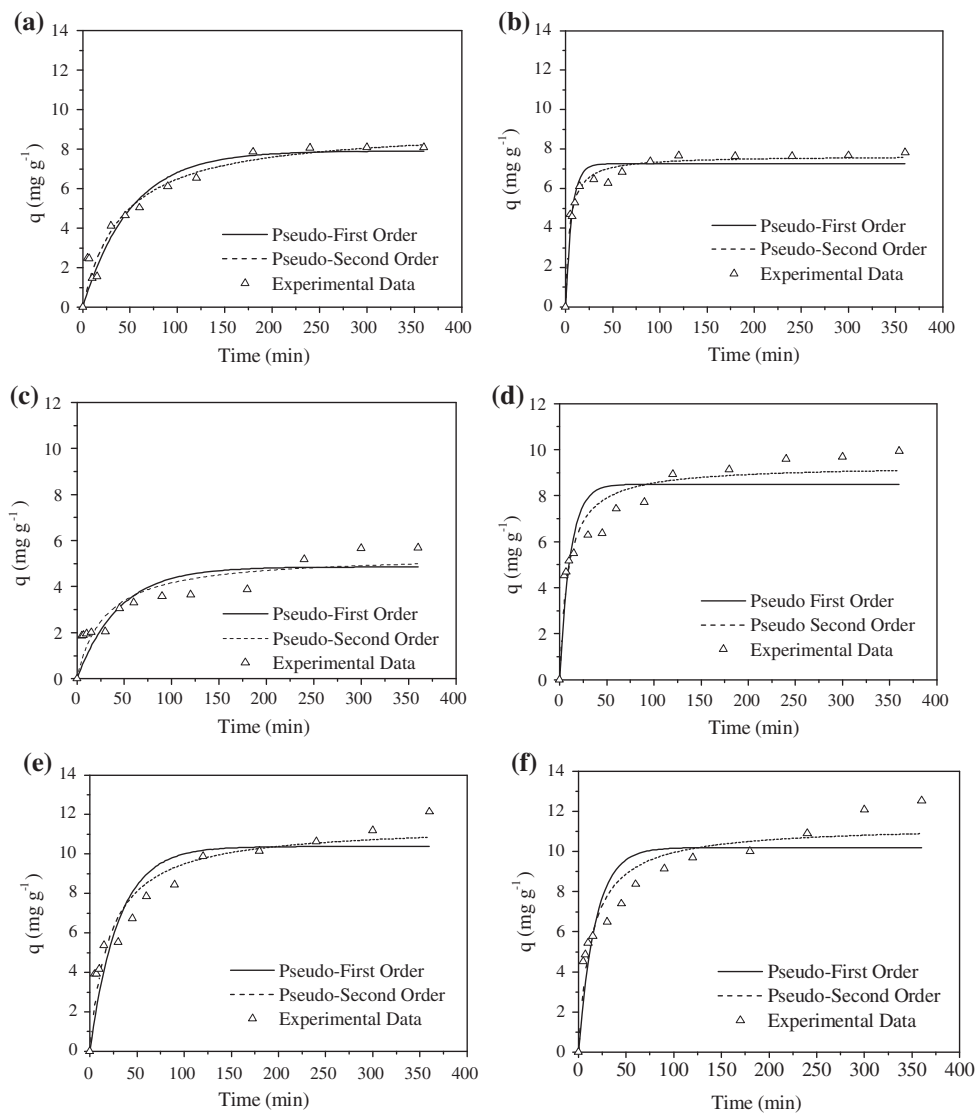 (a)
14
12
10
8
6
4
2
0
q (mg g-1)
Pseudo-First Order
Pseudo-Second Order
Experimental Data
0 50 100 150 200 250 300 350 400
Time (min)
(b)
14
12
10
8
6
4
2
0
q (mg g-1)
Pseudo-First Order
Pseudo-Second Order
Experimental Data
0 50 100 150 200 250 300 350 400
Time (min)
(c)
12
10
8
6
4
2
0
q (mg g-1)
Pseudo-First Order
Pseudo-Second Order
Experimental Data
0 50 100 150 200 250 300 350 400
Time (min)
(d)
12
10
8
6
4
2
0
q (mg g-1)
Pseudo First Order
Pseudo Second Order
Experimental Data
0 50 100 150 200 250 300 350 400
Time (min)
(e)
14
12
10
8
6
4
2
0
q (mg g-1)
Pseudo-First Order
Pseudo-Second Order
Experimental Data
0 50 100 150 200 250 300 350 400
Time (min)
(f)
14
12
10
8
6
4
2
0
q (mg g-1)
Pseudo-First Order
Pseudo-Second Order
Experimental Data
0 50 100 150 200 250 300 350 400
Time (min)